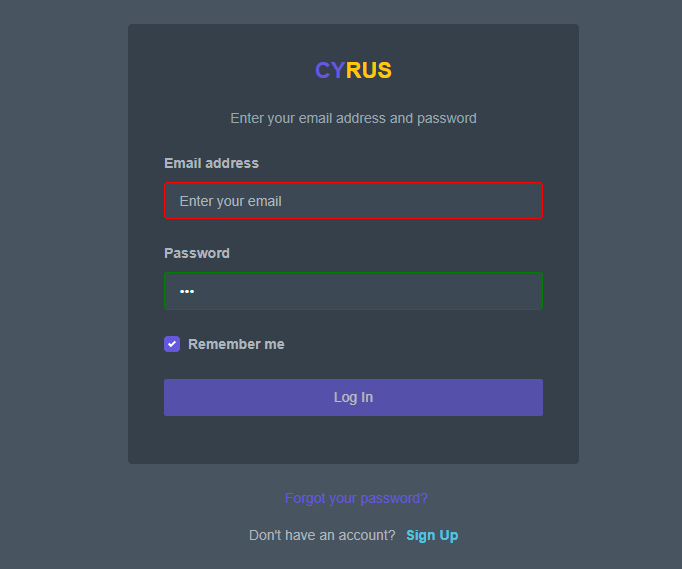 CYRUS
Enter your email address and password
Email address
Enter your email
Password
•••
Remember me
Log In
Forgot your password?
Don't have an account? Sign Up